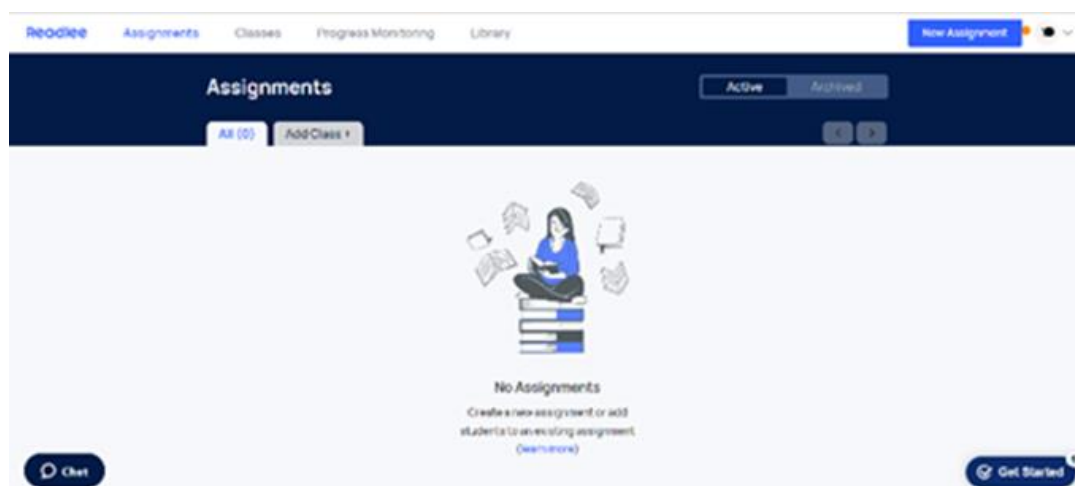 Readlee Assignments Classes Progress Monitoring Library New Assignment
Assignments Active Archived
All (0) Add Class +
No Assignments
Create a new assignment or add
students to an existing assignment
(learn more)
Chat
Get Started